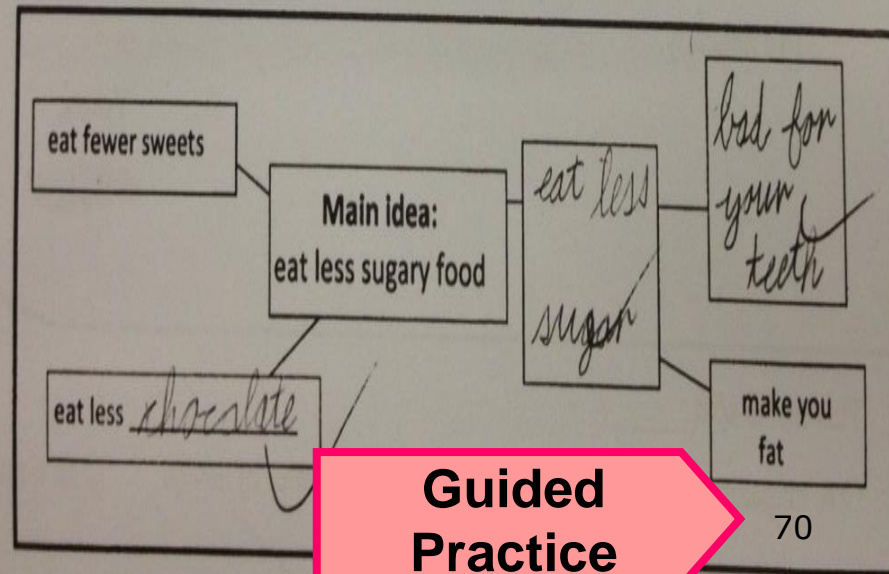 eat fewer sweets
Main idea:
eat less sugary food
eat less chocolate
eat less
sugar
bad for
your
teeth
make you
fat
Guided
Practice
70